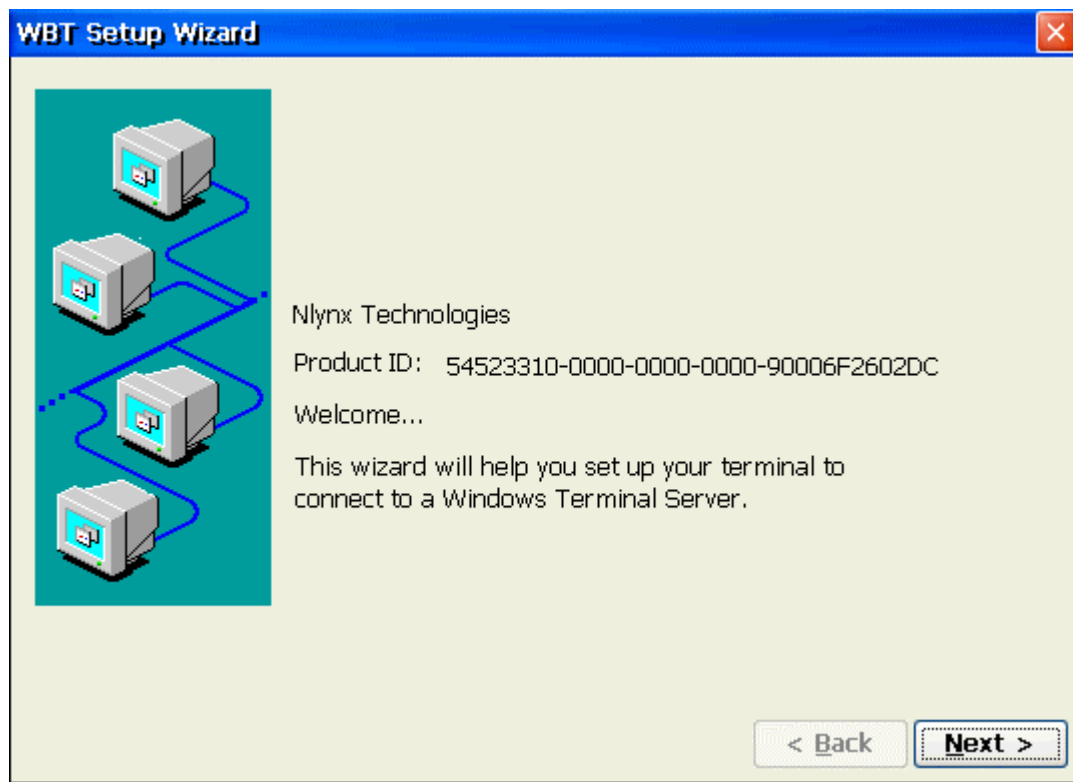 WBT Setup Wizard
Nlynx Technologies
Product ID: 54523310-0000-0000-0000-90006F2602DC
Welcome...
This wizard will help you set up your terminal to
connect to a Windows Terminal Server.
< Back
Next >